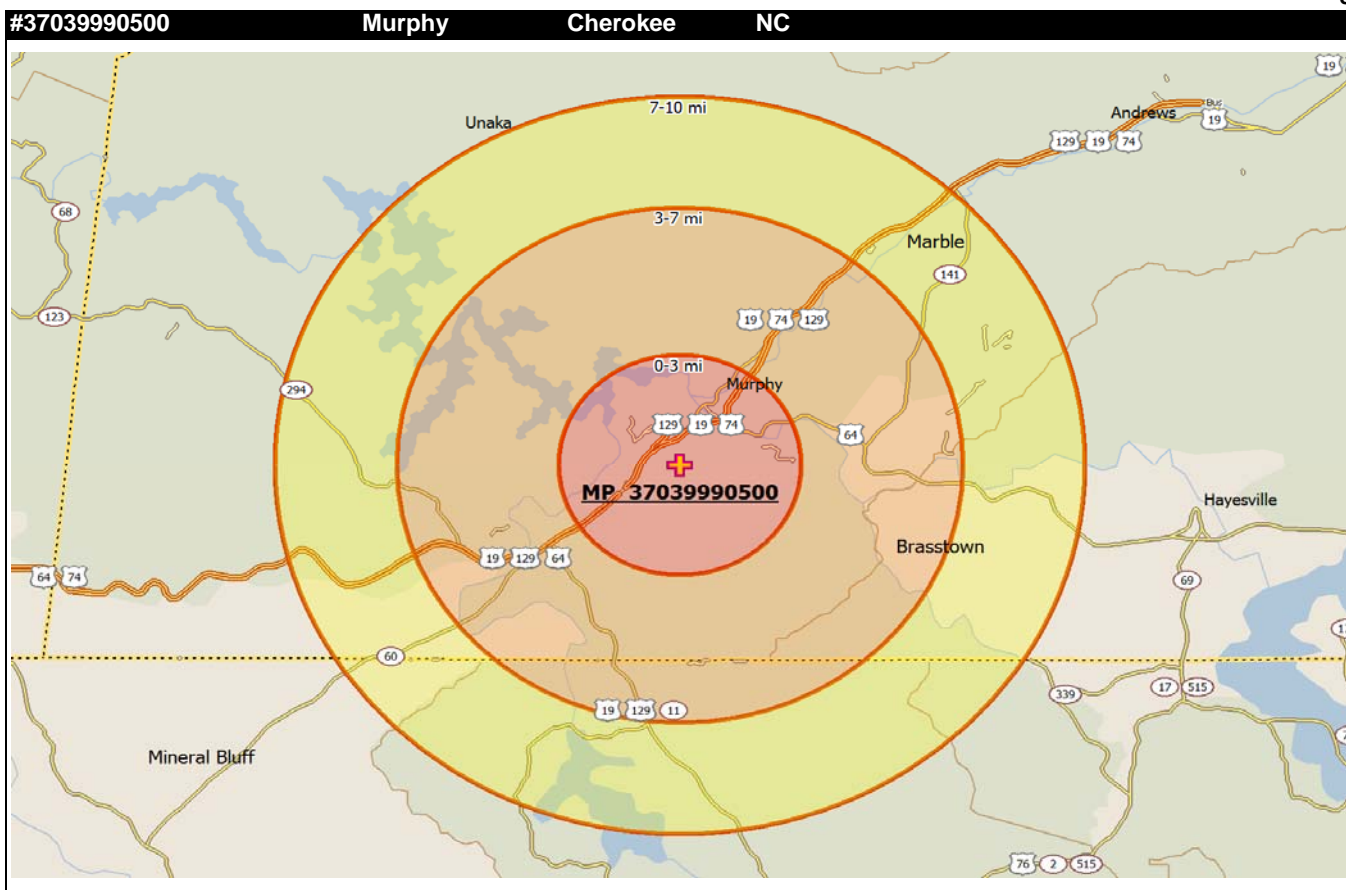 #37039990500 Murphy Cherokee NC
7-10 mi
Unaka
19
Bus
Andrews
19
129 19 74
68
3-7 mi
Marble
141
123
19 74 129
0-3 mi
Murphy
294
129 19 74
64
MP 37039990500
Hayesville
Brasstown
19 129 64
64 74
69
60
339
17 515
19 129 11
Mineral Bluff
76 2 515